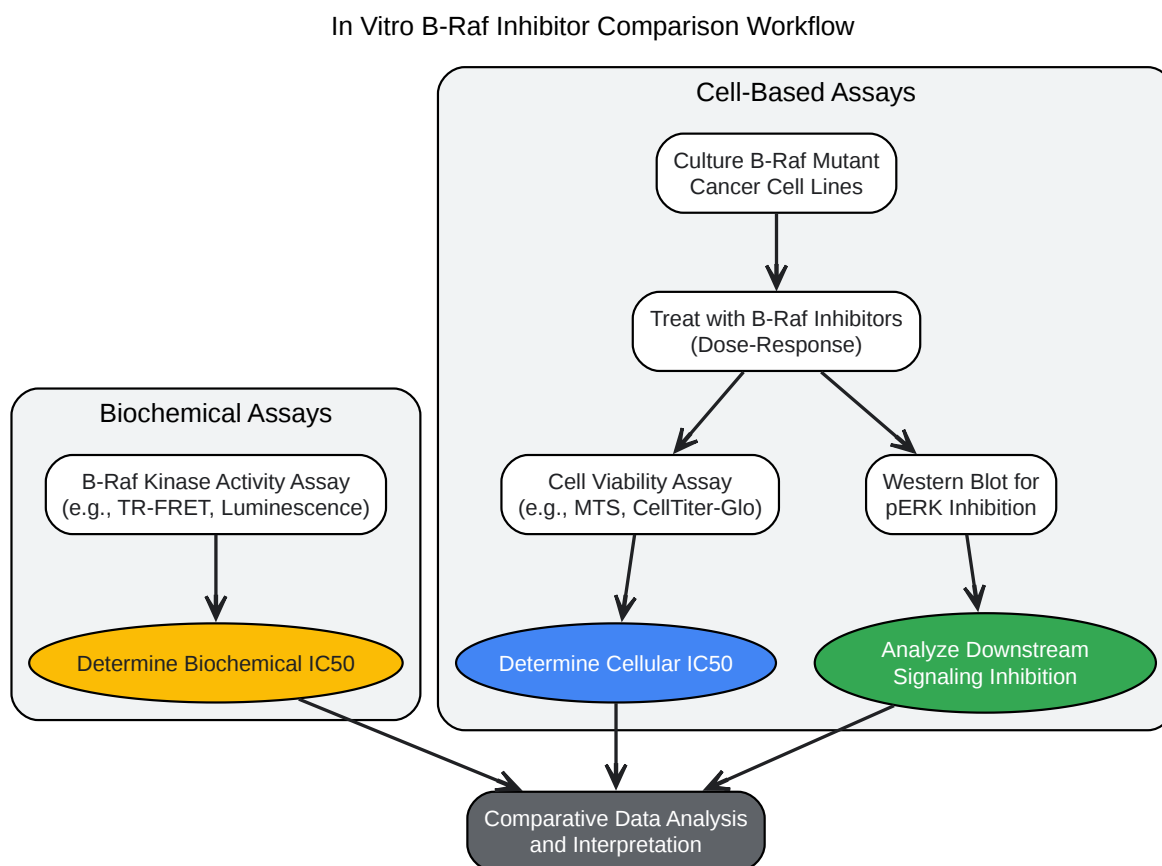 In Vitro B-Raf Inhibitor Comparison Workflow
Cell-Based Assays
Culture B-Raf Mutant
Cancer Cell Lines
Treat with B-Raf Inhibitors
(Dose-Response)
Biochemical Assays
B-Raf Kinase Activity Assay
(e.g., TR-FRET, Luminescence)
Cell Viability Assay
(e.g., MTS, CellTiter-Glo)
Western Blot for
pERK Inhibition
Determine Biochemical IC50
Determine Cellular IC50
Analyze Downstream
Signaling Inhibition
Comparative Data Analysis
and Interpretation